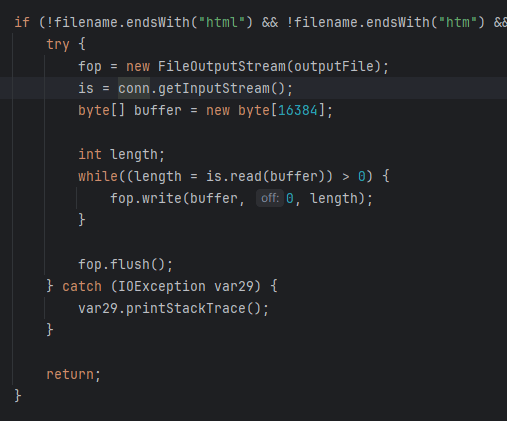 if (!filename.endsWith("html") && !filename.endsWith("htm") &&
try {
fop = new FileOutputStream(outputFile);
is = conn.getInputStream();
byte[] buffer = new byte[16384];
int length;
while((length = is.read(buffer)) > 0) {
fop.write(buffer, off: 0, length);
}
fop.flush();
} catch (IOException var29) {
var29.printStackTrace();
}
return;
}